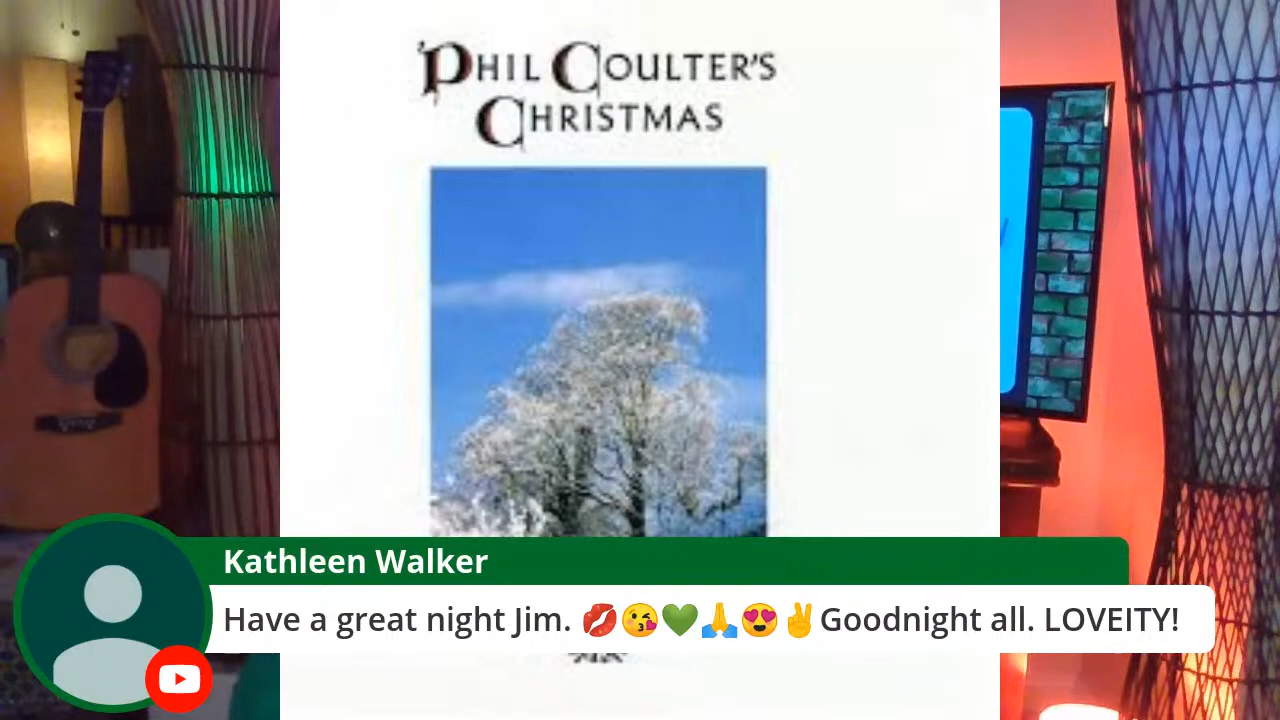 PHIL COULTER'S
CHRISTMAS
Kathleen Walker
Have a great night Jim. 💋😘💚🙏😍✌Goodnight all. LOVEITY!